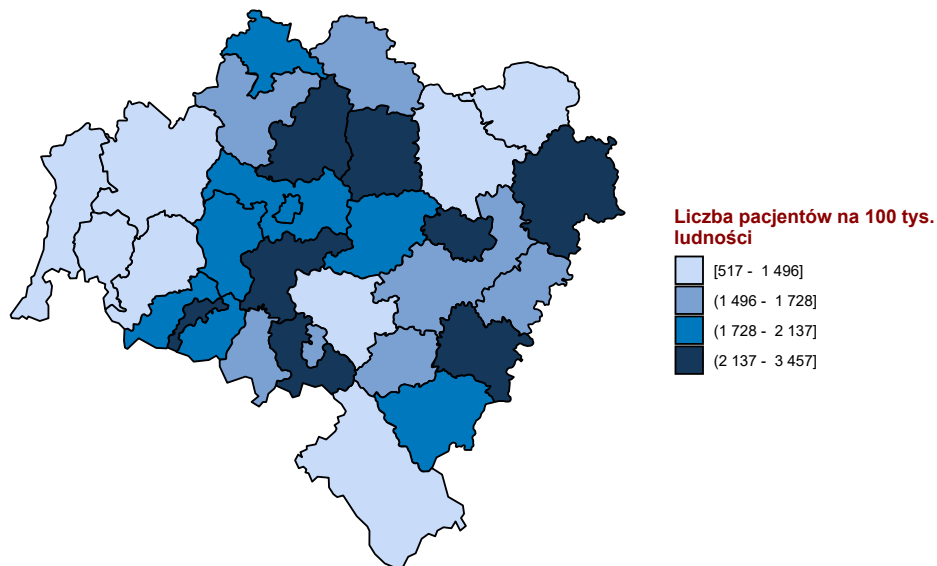 Liczba pacjentów na 100 tys.
ludności
[517 - 1 496]
(1 496 - 1 728]
(1 728 - 2 137]
(2 137 - 3 457]